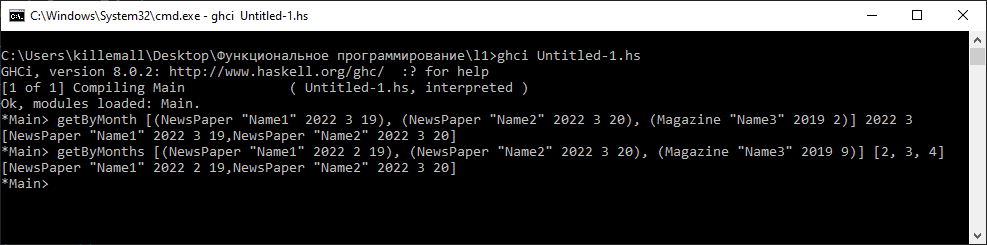 C:\Windows\System32\cmd.exe - ghci Untitled-1.hs
C:\Users\killemall\Desktop\Функциональное программирование\l1>ghci Untitled-1.hs
GHCi, version 8.0.2: http://www.haskell.org/ghc/  :? for help
[1 of 1] Compiling Main             ( Untitled-1.hs, interpreted )
Ok, modules loaded: Main.
*Main> getByMonth [(NewsPaper "Name1" 2022 3 19), (NewsPaper "Name2" 2022 3 20), (Magazine "Name3" 2019 2)] 2022 3
[NewsPaper "Name1" 2022 3 19,NewsPaper "Name2" 2022 3 20]
*Main> getByMonths [(NewsPaper "Name1" 2022 2 19), (NewsPaper "Name2" 2022 3 20), (Magazine "Name3" 2019 9)] [2, 3, 4]
[NewsPaper "Name1" 2022 2 19,NewsPaper "Name2" 2022 3 20]
*Main>